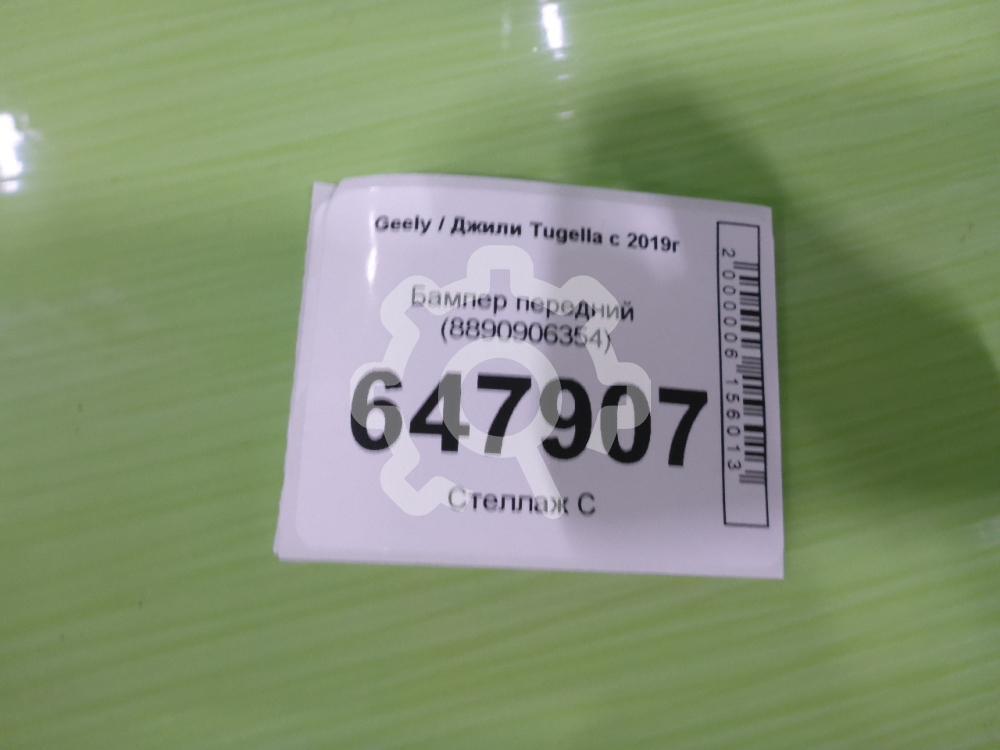 Geely / Джили Tugella с 2019г
Бампер передний
(8890906354)
647907
Стеллаж С
2000006156013